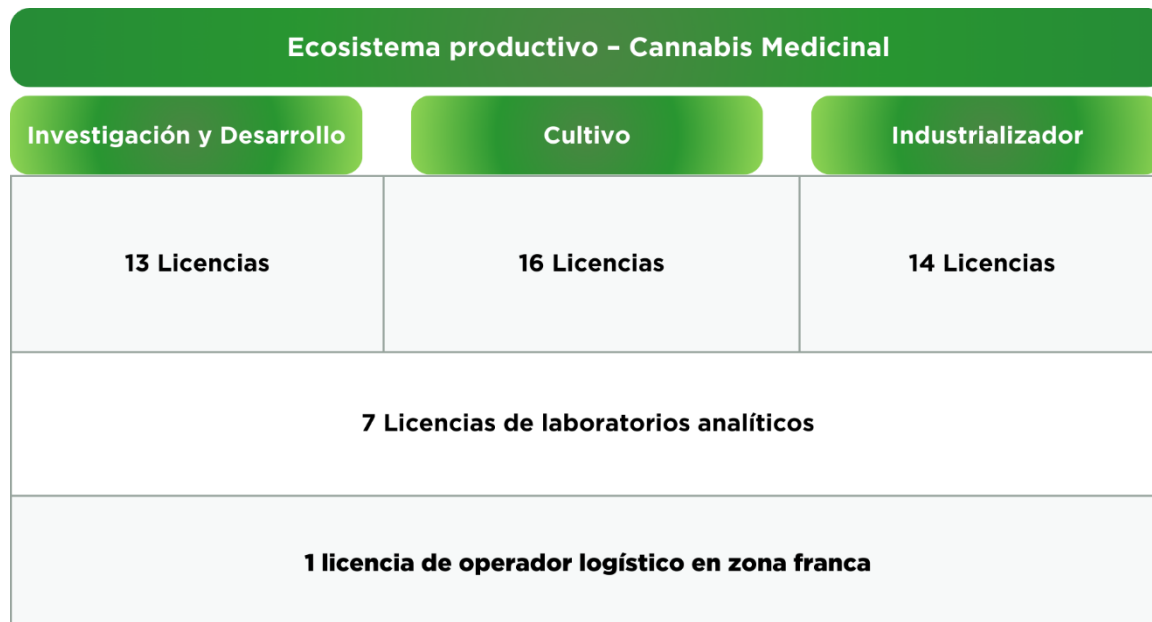 Ecosistema productivo – Cannabis Medicinal
Investigación y Desarrollo
Cultivo
Industrializador
13 Licencias
16 Licencias
14 Licencias
7 Licencias de laboratorios analíticos
1 licencia de operador logístico en zona franca